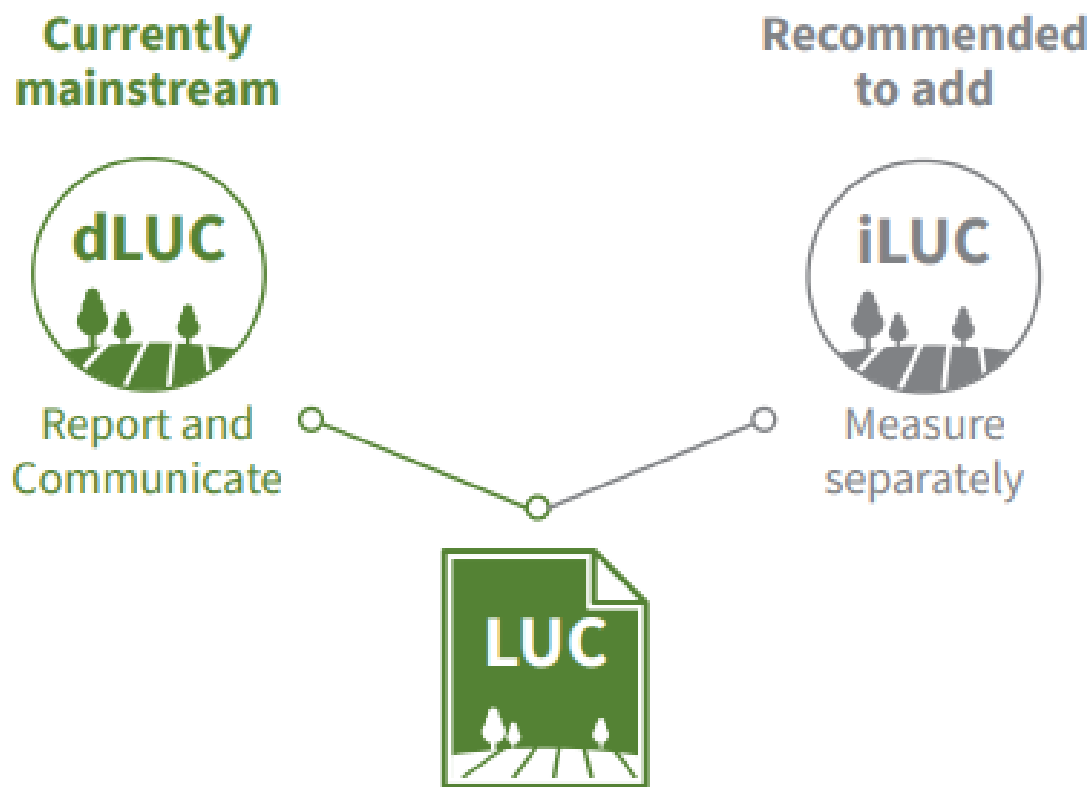 Currently
mainstream
dLUC
Report and
Communicate
Recommended
to add
iLUC
Measure
separately
LUC